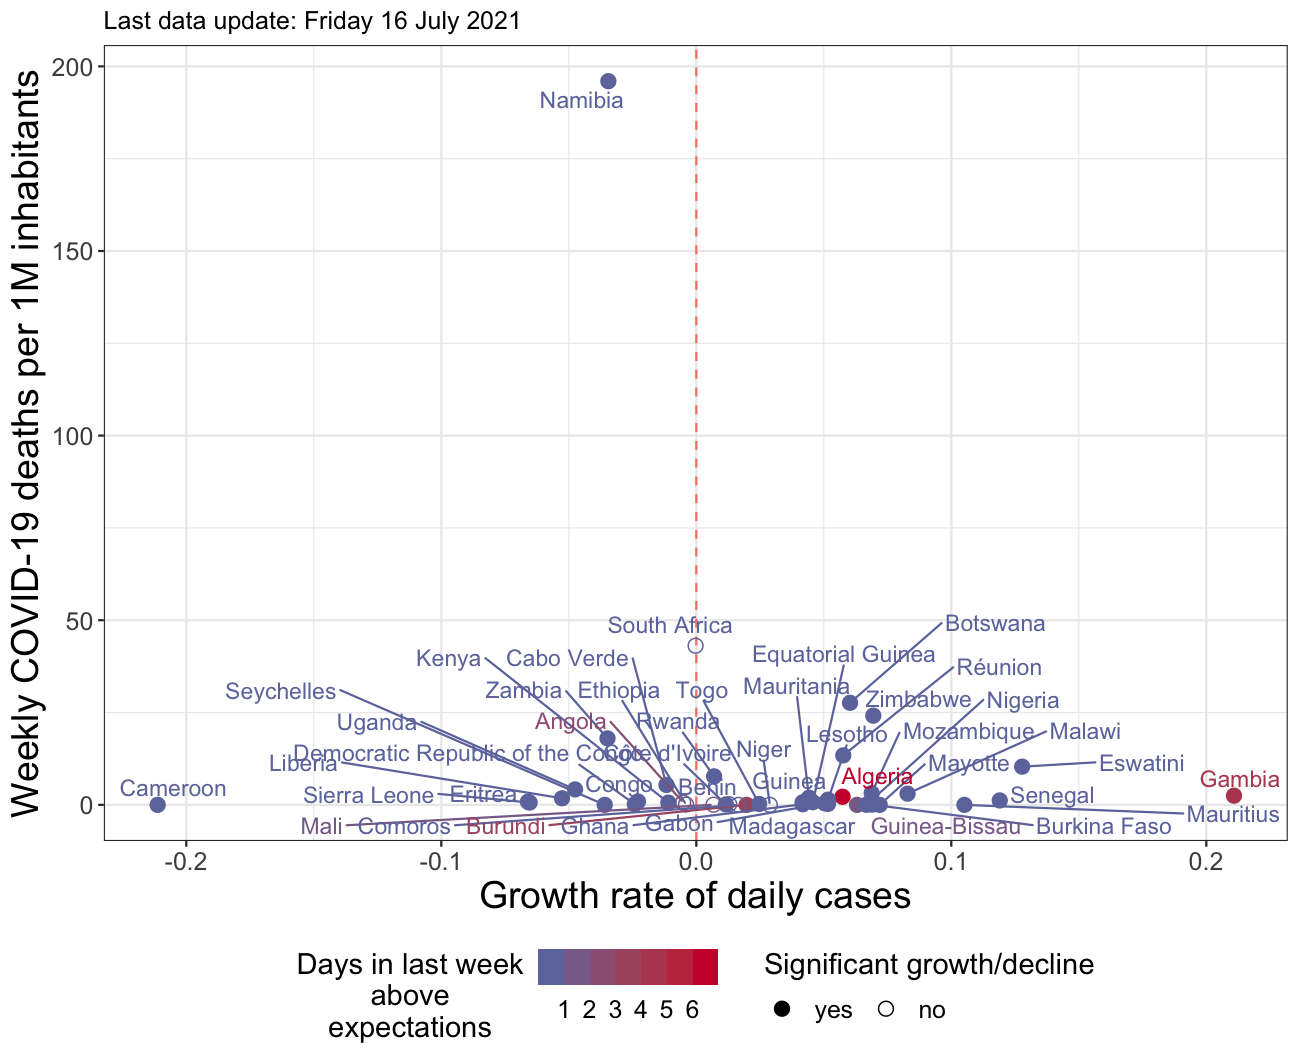 Last data update: Friday 16 July 2021
Weekly COVID-19 deaths per 1M inhabitants
200
150
100
50
0
Namibia
South Africa
Botswana
Kenya
Cabo Verde
Equatorial Guinea
Réunion
Seychelles
Zambia
Ethiopia
Togo
Mauritania
Zimbabwe
Nigeria
Uganda
Angola
Rwanda
Lesotho
Mozambique
Malawi
Democratic Republic of the Congo
Côte d'Ivoire
Niger
Liberia
Mayotte
Eswatini
Cameroon
Sierra Leone
Eritrea
Congo
Benin
Guinea
Algeria
Senegal
Gambia
Mauritius
Mali
Comoros
Burundi
Ghana
Gabon
Madagascar
Guinea-Bissau
Burkina Faso
-0.2
-0.1
0.0
0.1
0.2
Growth rate of daily cases
Days in last week
above
expectations
1 2 3 4 5 6
Significant growth/decline
yes
no